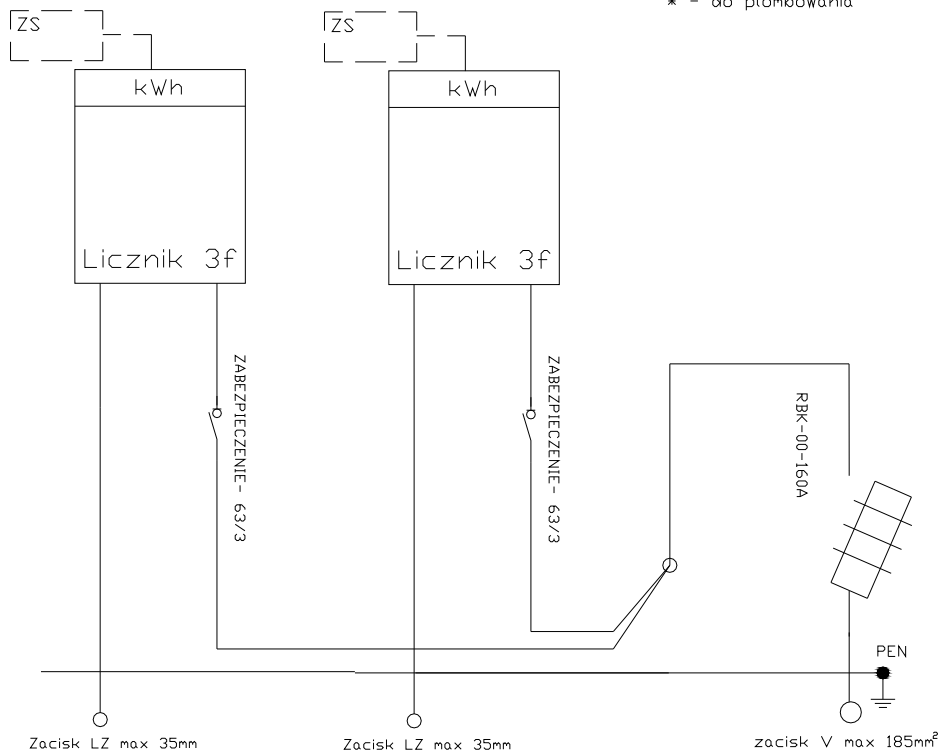 * - do plombowania
ZS
ZS
kWh
kWh
Licznik 3f
Licznik 3f
ZABEZPIECZENIE- 63/3
ZABEZPIECZENIE- 63/3
RBK-00-160A
PEN
Zacisk LZ max 35mm
Zacisk LZ max 35mm
zacisk V max 185mm²